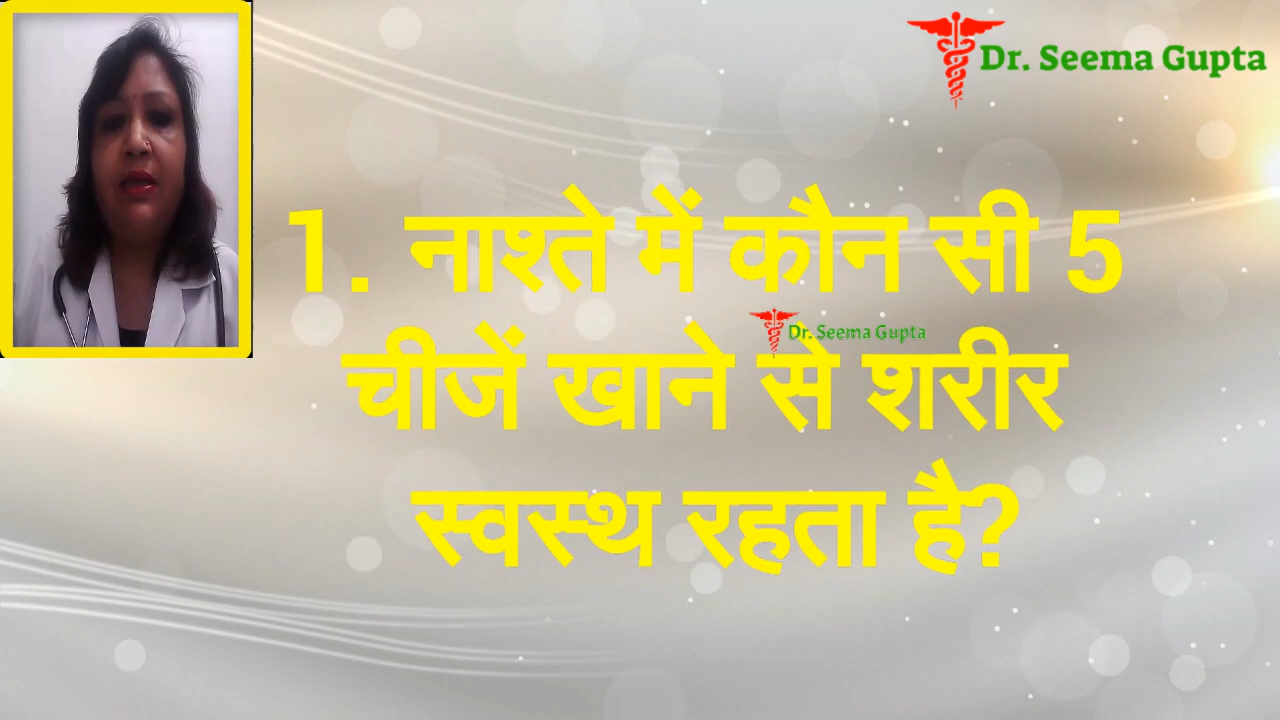 Dr. Seema Gupta
1. नाश्ते में कौन सी 5
Dr. Seema Gupta
चीजें खाने से शरीर
स्वस्थ रहता है?